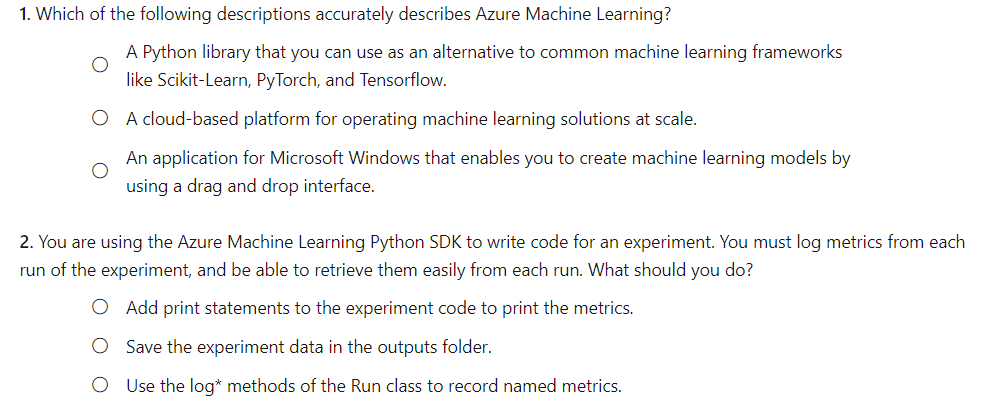 1. Which of the following descriptions accurately describes Azure Machine Learning?
A Python library that you can use as an alternative to common machine learning frameworks
like Scikit-Learn, PyTorch, and Tensorflow.
A cloud-based platform for operating machine learning solutions at scale.
An application for Microsoft Windows that enables you to create machine learning models by
using a drag and drop interface.
2. You are using the Azure Machine Learning Python SDK to write code for an experiment. You must log metrics from each
run of the experiment, and be able to retrieve them easily from each run. What should you do?
Add print statements to the experiment code to print the metrics.
Save the experiment data in the outputs folder.
Use the log* methods of the Run class to record named metrics.